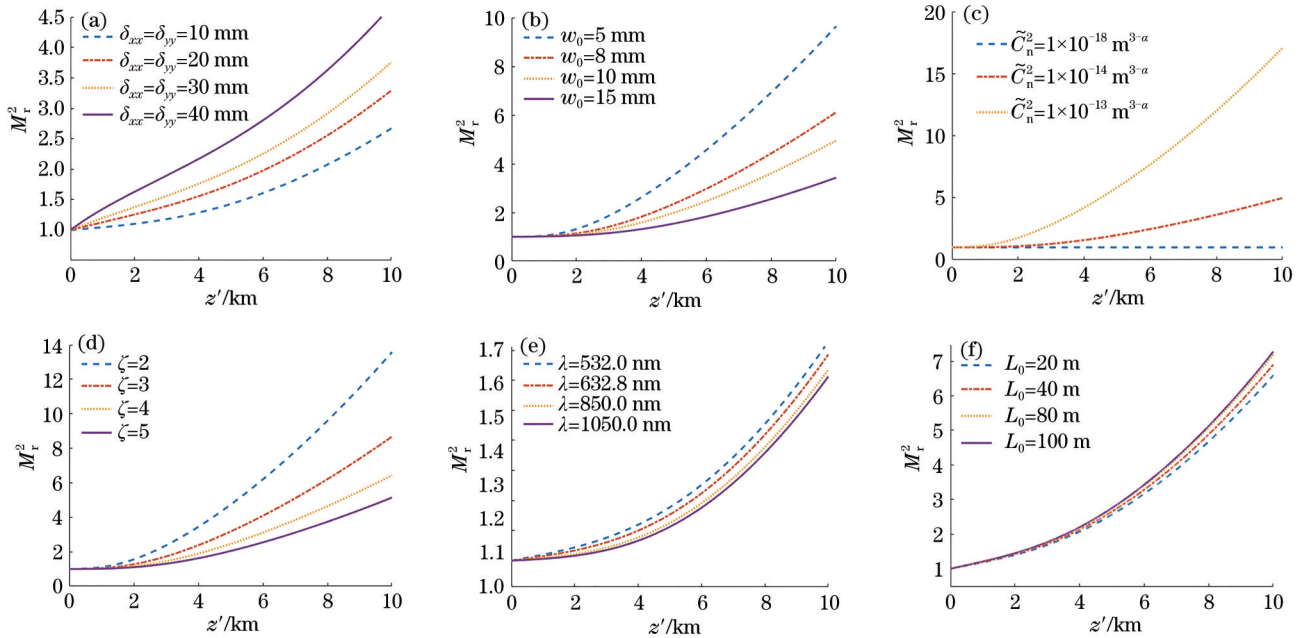 (a)
δxx=δyy=10 mm
δxx=δyy=20 mm
δxx=δyy=30 mm
δxx=δyy=40 mm
4.5
4.0
3.5
3.0
2.5
2.0
1.5
1.0
M²r
0 2 4 6 8 10
z′/km
(b)
w₀=5 mm
w₀=8 mm
w₀=10 mm
w₀=15 mm
10
8
6
4
2
0
M²r
0 2 4 6 8 10
z′/km
(c)
C̃²n=1×10⁻¹⁸ m³⁻ᵅ
C̃²n=1×10⁻¹⁴ m³⁻ᵅ
C̃²n=1×10⁻¹³ m³⁻ᵅ
20
15
10
5
0
M²r
0 2 4 6 8 10
z′/km
(d)
ζ=2
ζ=3
ζ=4
ζ=5
14
12
10
8
6
4
2
0
M²r
0 2 4 6 8 10
z′/km
(e)
λ=532.0 nm
λ=632.8 nm
λ=850.0 nm
λ=1050.0 nm
1.7
1.6
1.5
1.4
1.3
1.2
1.1
1.0
M²r
0 2 4 6 8 10
z′/km
(f)
L₀=20 m
L₀=40 m
L₀=80 m
L₀=100 m
7
6
5
4
3
2
1
M²r
0 2 4 6 8 10
z′/km